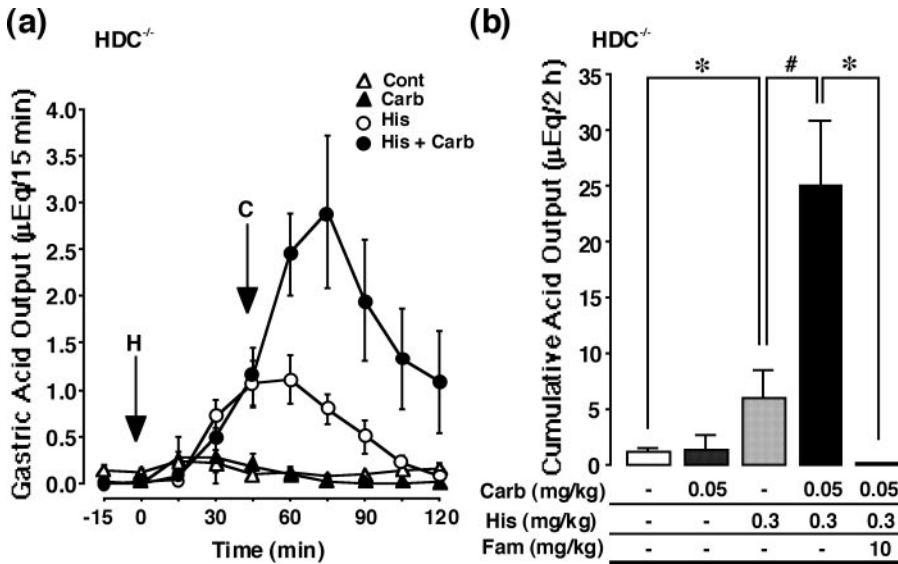 (a)
HDC-/-
Cont
Carb
His
His + Carb
Gastric Acid Output (µEq/15 min)
4.0
3.5
3.0
2.5
2.0
1.5
1.0
0.5
0.0
H
C
-15 0 30 60 90 120
Time (min)
(b)
HDC-/-
* # *
Cumulative Acid Output (µEq/2 h)
35
30
25
20
15
10
5
0
Carb (mg/kg) - 0.05 - 0.05 0.05
His (mg/kg) - - 0.3 0.3 0.3
Fam (mg/kg) - - - - 10